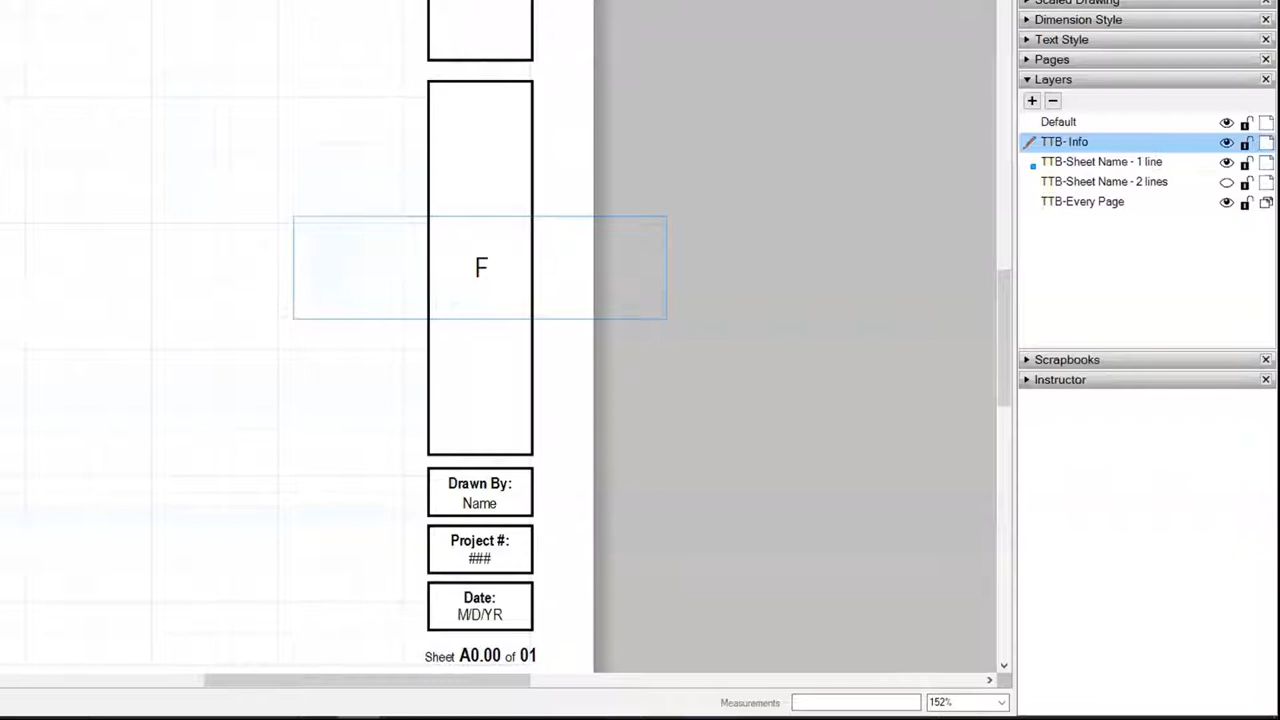 Scaled Drawing
Dimension Style
Text Style
Pages
Layers
Default
TTB- Info
TTB-Sheet Name - 1 line
TTB-Sheet Name - 2 lines
TTB-Every Page
Scrapbooks
Instructor
F
Drawn By:
Name
Project #:
###
Date:
M/D/YR
Sheet A0.00 of 01
Measurements
152%